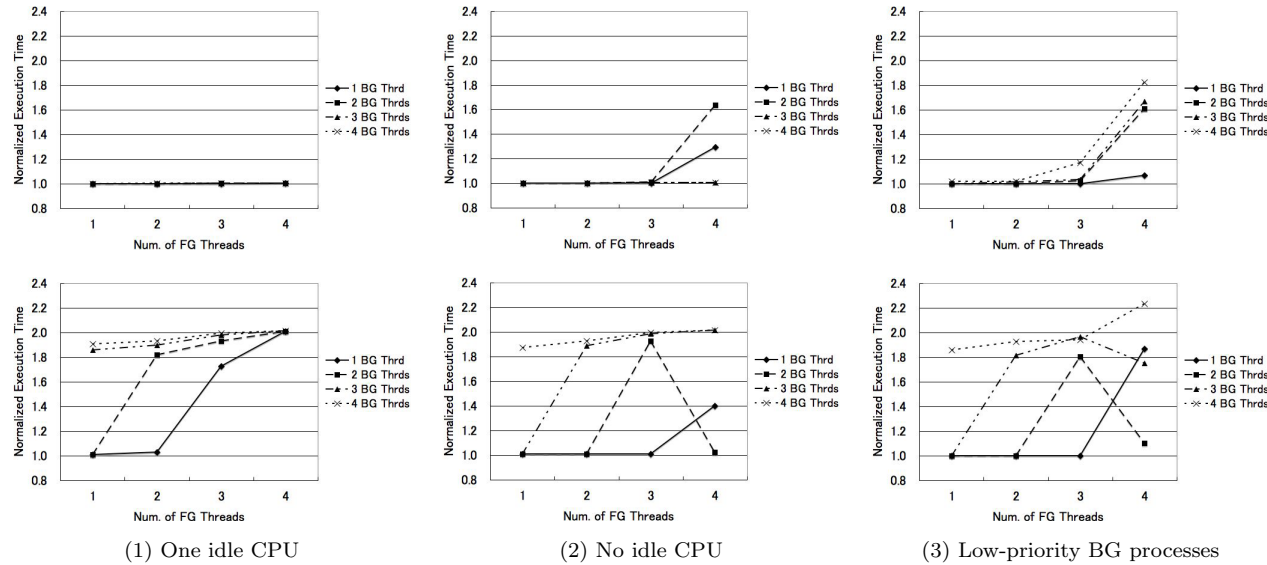 2.4
2.2
2.0
1.8
1.6
1.4
1.2
1.0
0.8
Normalized Execution Time
1 2 3 4
Num. of FG Threads
1 BG Thrd
2 BG Thrds
3 BG Thrds
4 BG Thrds
2.4
2.2
2.0
1.8
1.6
1.4
1.2
1.0
0.8
Normalized Execution Time
1 2 3 4
Num. of FG Threads
1 BG Thrd
2 BG Thrds
3 BG Thrds
4 BG Thrds
2.4
2.2
2.0
1.8
1.6
1.4
1.2
1.0
0.8
Normalized Execution Time
1 2 3 4
Num. of FG Threads
1 BG Thrd
2 BG Thrds
3 BG Thrds
4 BG Thrds
2.4
2.2
2.0
1.8
1.6
1.4
1.2
1.0
0.8
Normalized Execution Time
1 2 3 4
Num. of FG Threads
1 BG Thrd
2 BG Thrds
3 BG Thrds
4 BG Thrds
2.4
2.2
2.0
1.8
1.6
1.4
1.2
1.0
0.8
Normalized Execution Time
1 2 3 4
Num. of FG Threads
1 BG Thrd
2 BG Thrds
3 BG Thrds
4 BG Thrds
2.4
2.2
2.0
1.8
1.6
1.4
1.2
1.0
0.8
Normalized Execution Time
1 2 3 4
Num. of FG Threads
1 BG Thrd
2 BG Thrds
3 BG Thrds
4 BG Thrds
(1) One idle CPU
(2) No idle CPU
(3) Low-priority BG processes